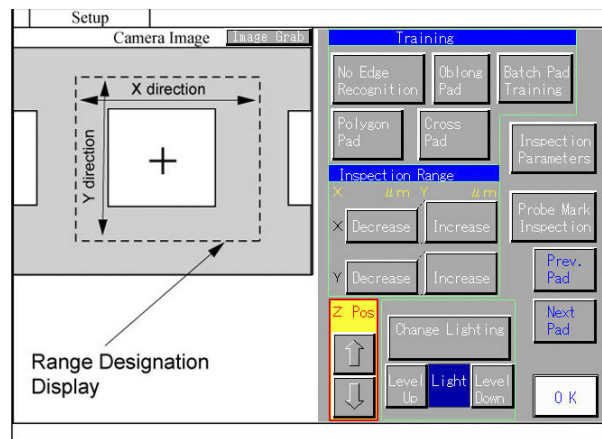 Setup
Camera Image
Image Grab
X direction
Y direction
Range Designation
Display
Training
No Edge
Recognition
Oblong
Pad
Batch Pad
Training
Polygon
Pad
Cross
Pad
Inspection
Parameters
Inspection Range
X μm Y μm
X Decrease Increase
Y Decrease Increase
Probe Mark
Inspection
Prev.
Pad
Next
Pad
Z Pos
Change Lighting
Level
Up
Light
Level
Down
OK